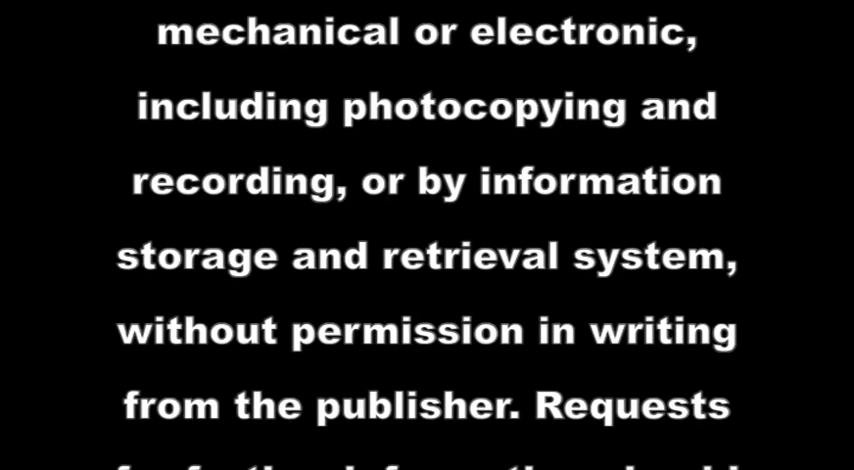 mechanical or electronic,
including photocopying and
recording, or by information
storage and retrieval system,
without permission in writing
from the publisher. Requests